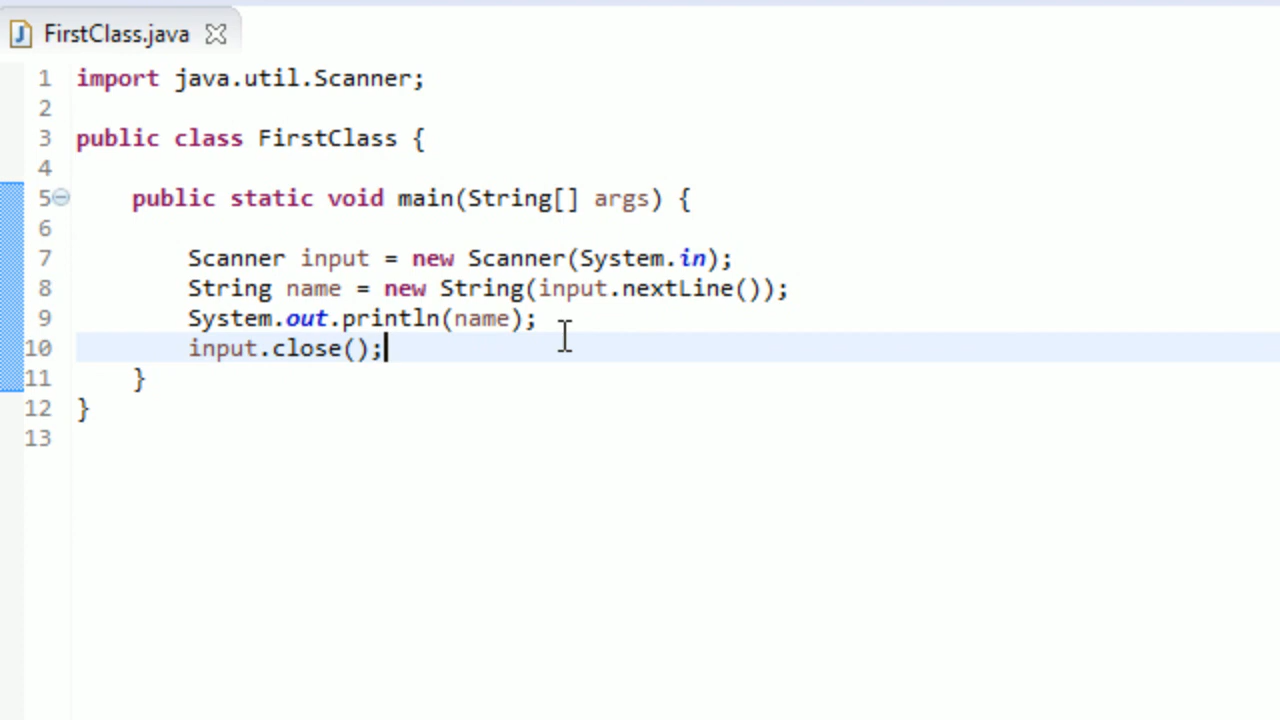 FirstClass.java
1 import java.util.Scanner;
2
3 public class FirstClass {
4
5 public static void main(String[] args) {
6
7 Scanner input = new Scanner(System.in);
8 String name = new String(input.nextLine());
9 System.out.println(name);
10 input.close();
11 }
12 }
13